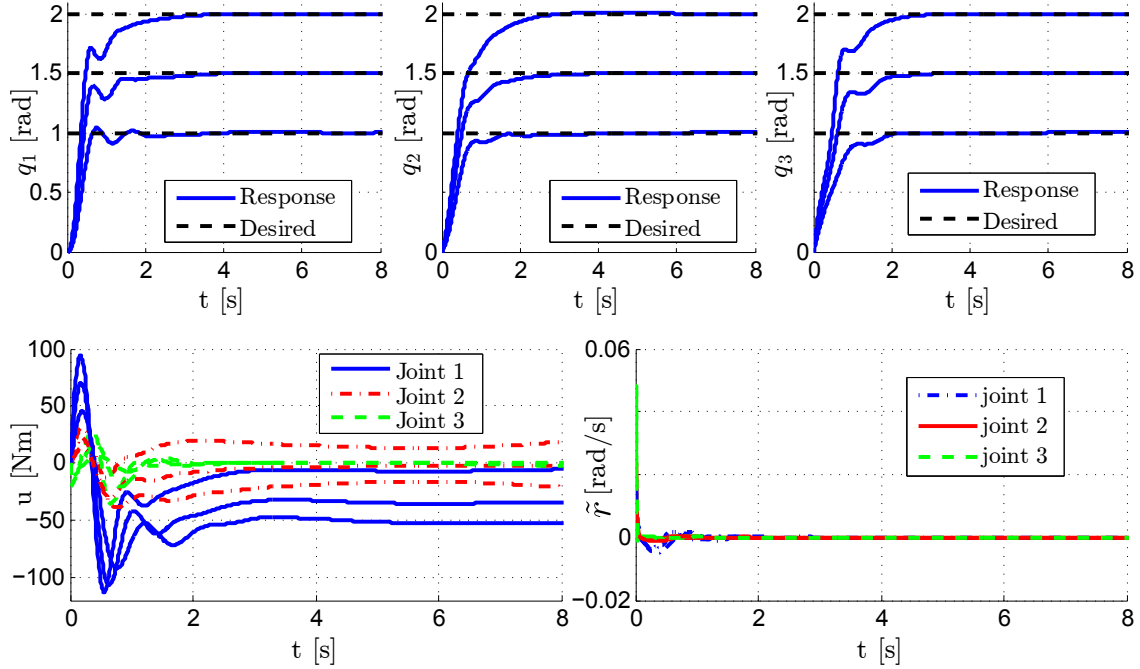 2
1.5
1
0.5
0
q₁ [rad]
Response
Desired
0 2 4 6 8
t [s]
2
1.5
1
2
q₂ [rad]
Response
Desired
0 2 4 6 8
t [s]
2
1.5
1
2
q₃ [rad]
Response
Desired
0 2 4 6 8
t [s]
100
50
0
−50
−100
u [Nm]
Joint 1
Joint 2
Joint 3
0 2 4 6 8
t [s]
0.06
0
−0.02
r̃ [rad/s]
joint 1
joint 2
joint 3
0 2 4 6 8
t [s]